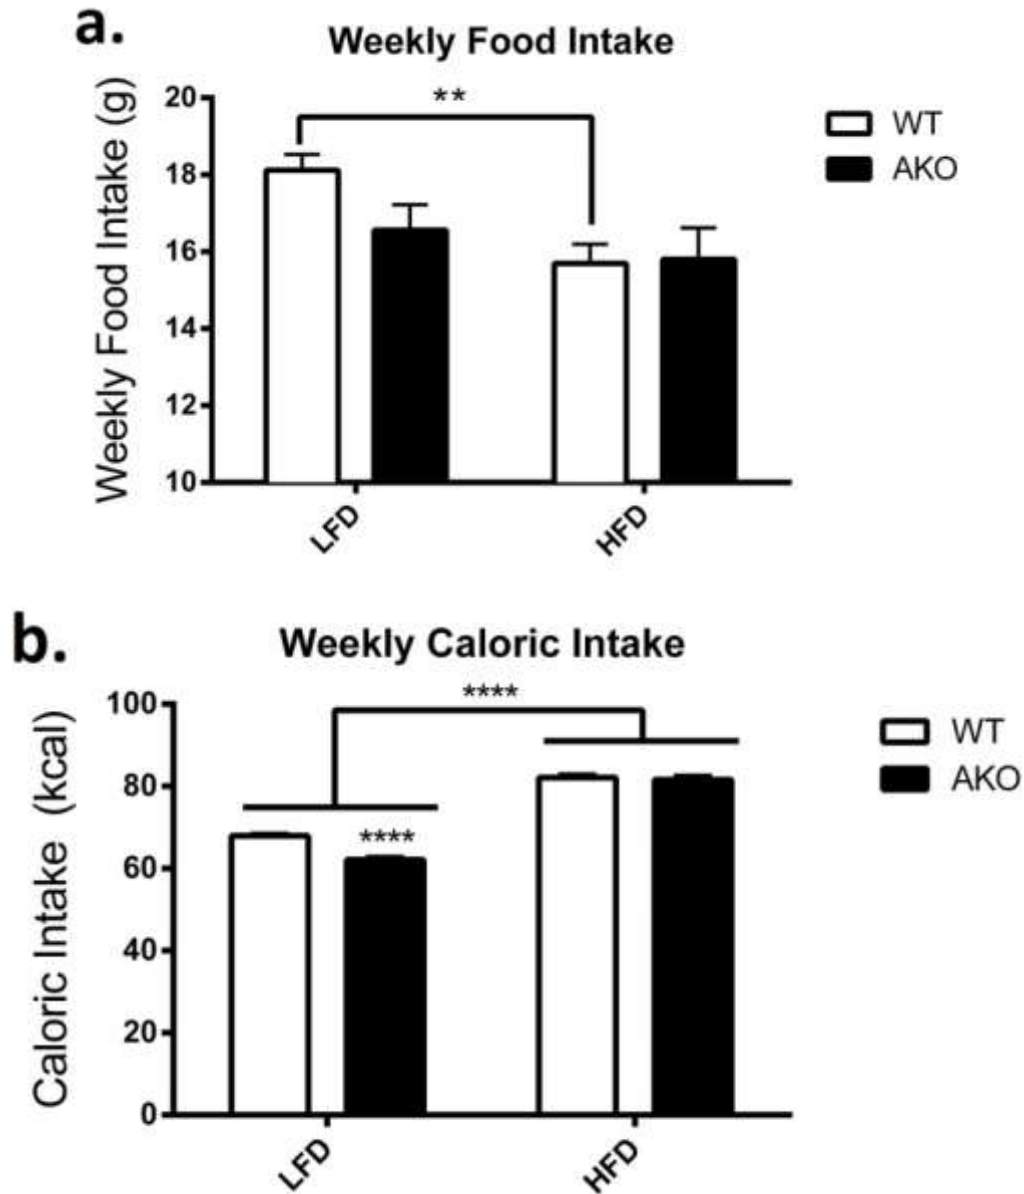 a.
Weekly Food Intake
Weekly Food Intake (g)
20
18
16
14
12
10
**
WT
AKO
LFD
HFD
b.
Weekly Caloric Intake
Caloric Intake (kcal)
100
80
60
40
20
0
****
****
WT
AKO
LFD
HFD